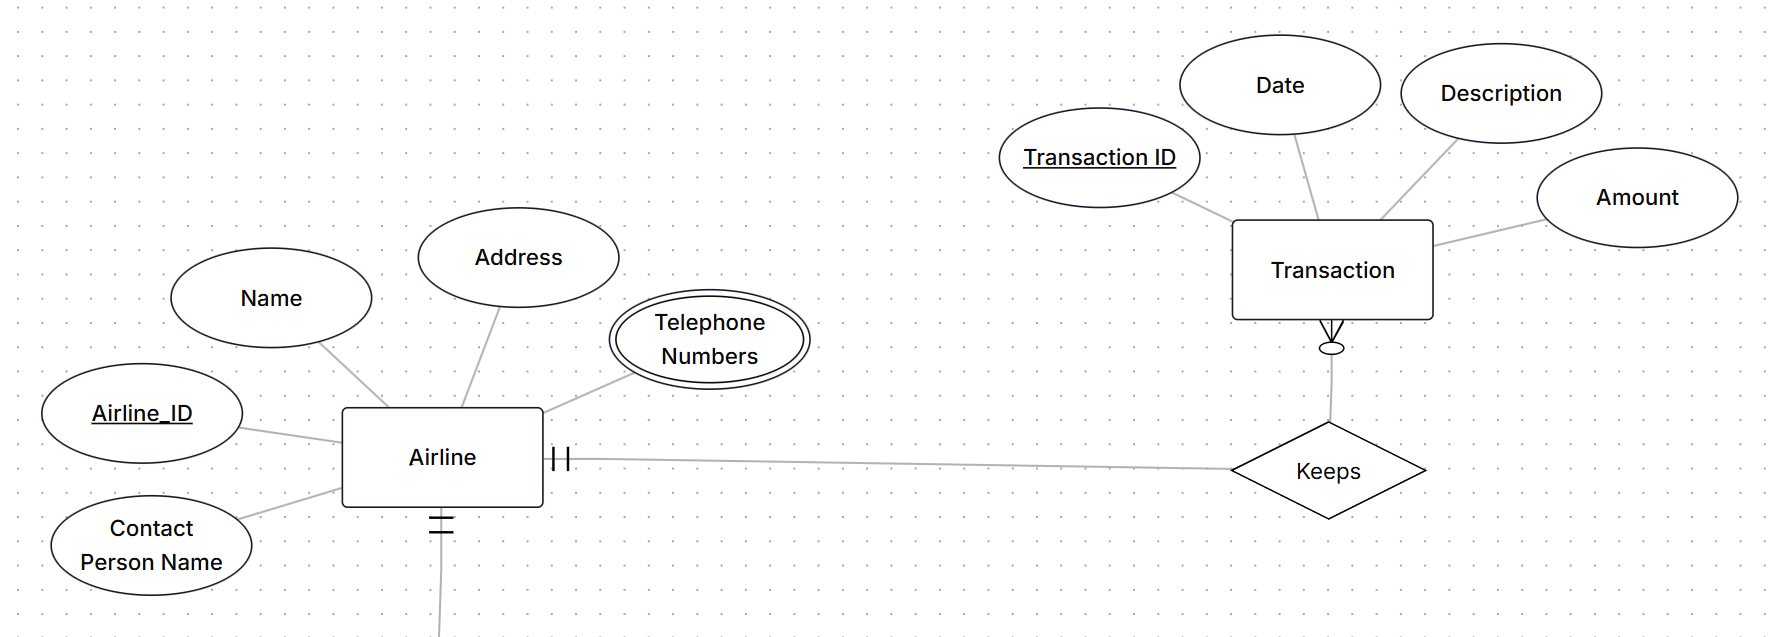 Date
Description
Transaction ID
Amount
Address
Transaction
Name
Telephone
Numbers
Airline_ID
Airline
Keeps
Contact
Person Name